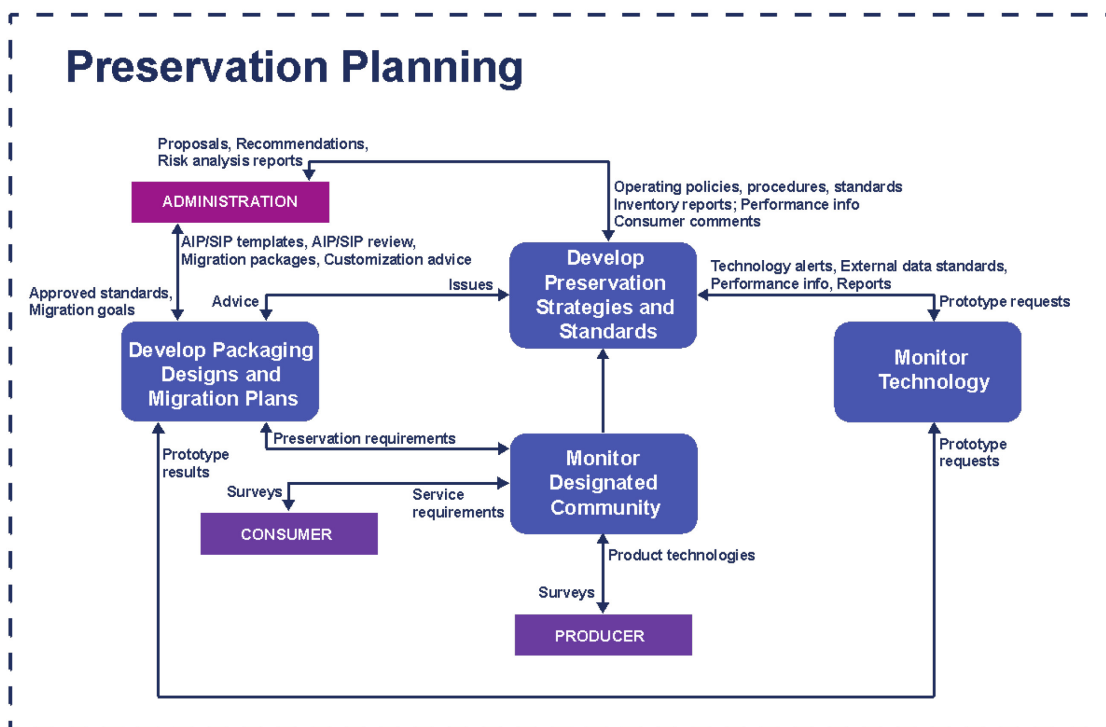 Preservation Planning
Proposals, Recommendations,
Risk analysis reports
ADMINISTRATION
Operating policies, procedures, standards
Inventory reports; Performance info
Consumer comments
AIP/SIP templates, AIP/SIP review,
Migration packages, Customization advice
Develop
Preservation
Strategies and
Standards
Technology alerts, External data standards,
Performance info, Reports
Approved standards,
Migration goals
Advice
Issues
Prototype requests
Develop Packaging
Designs and
Migration Plans
Monitor
Technology
Preservation requirements
Prototype
results
Monitor
Designated
Community
Prototype
requests
Surveys
Service
requirements
CONSUMER
Product technologies
Surveys
PRODUCER